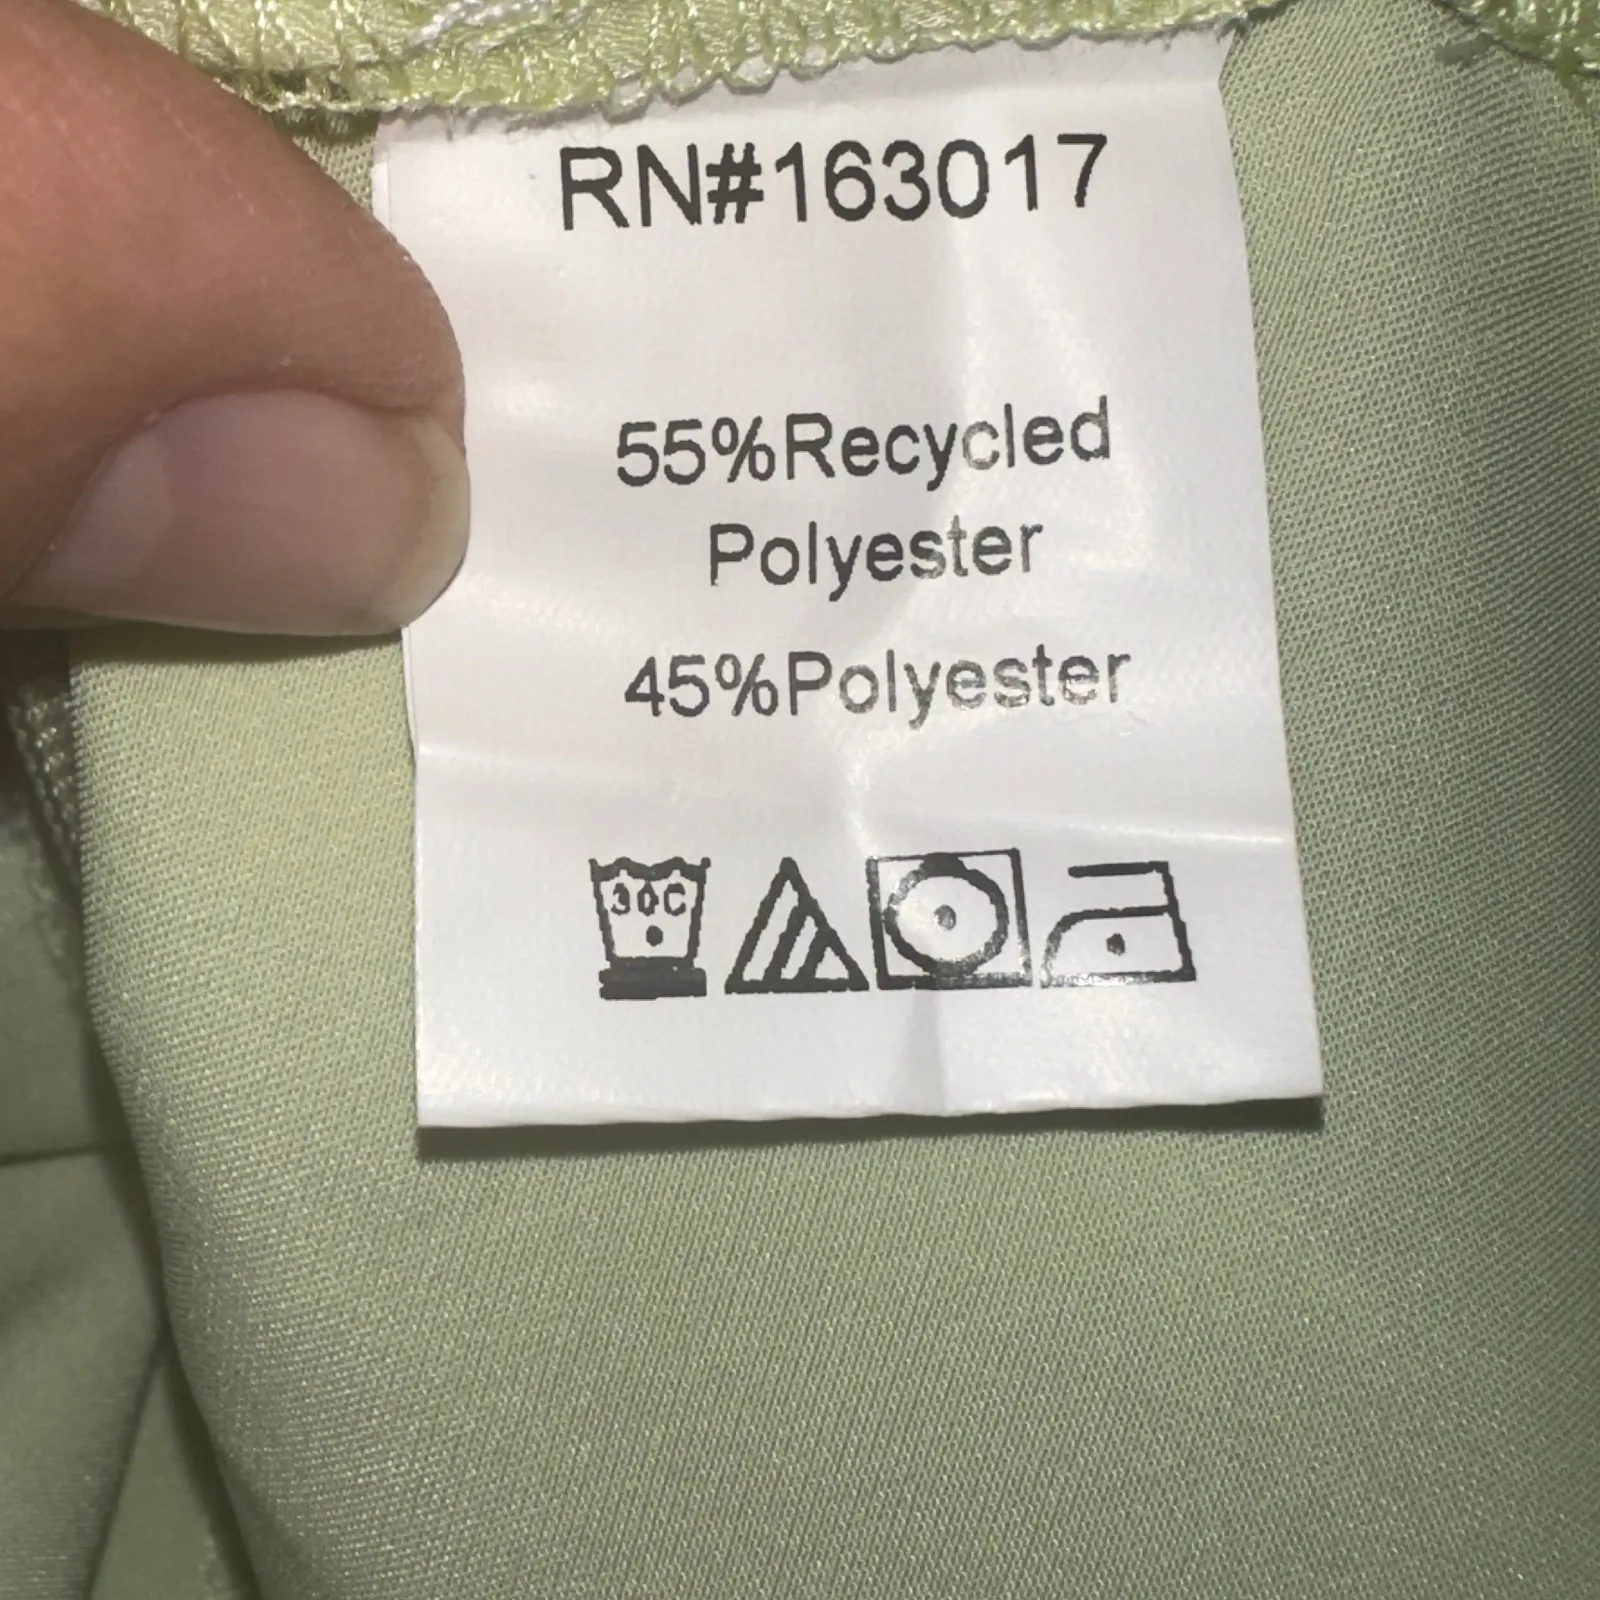 RN#163017
55%Recycled
Polyester
45%Polyester
30C